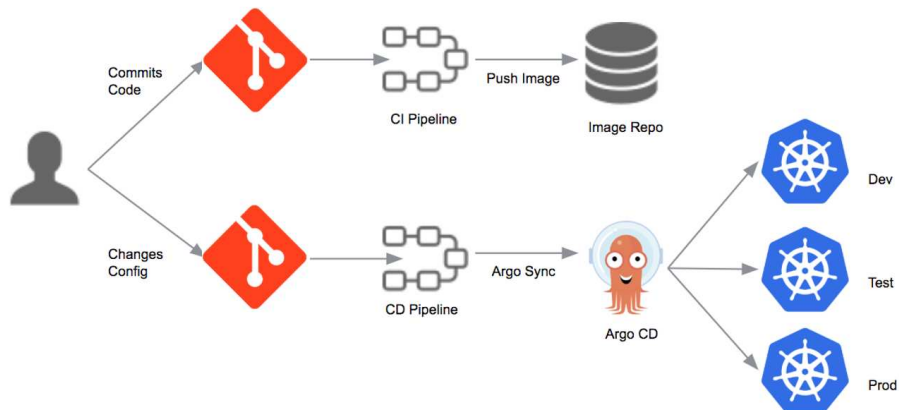 Commits
Code
CI Pipeline
Push Image
Image Repo
Dev
Changes
Config
CD Pipeline
Argo Sync
Argo CD
Test
Prod